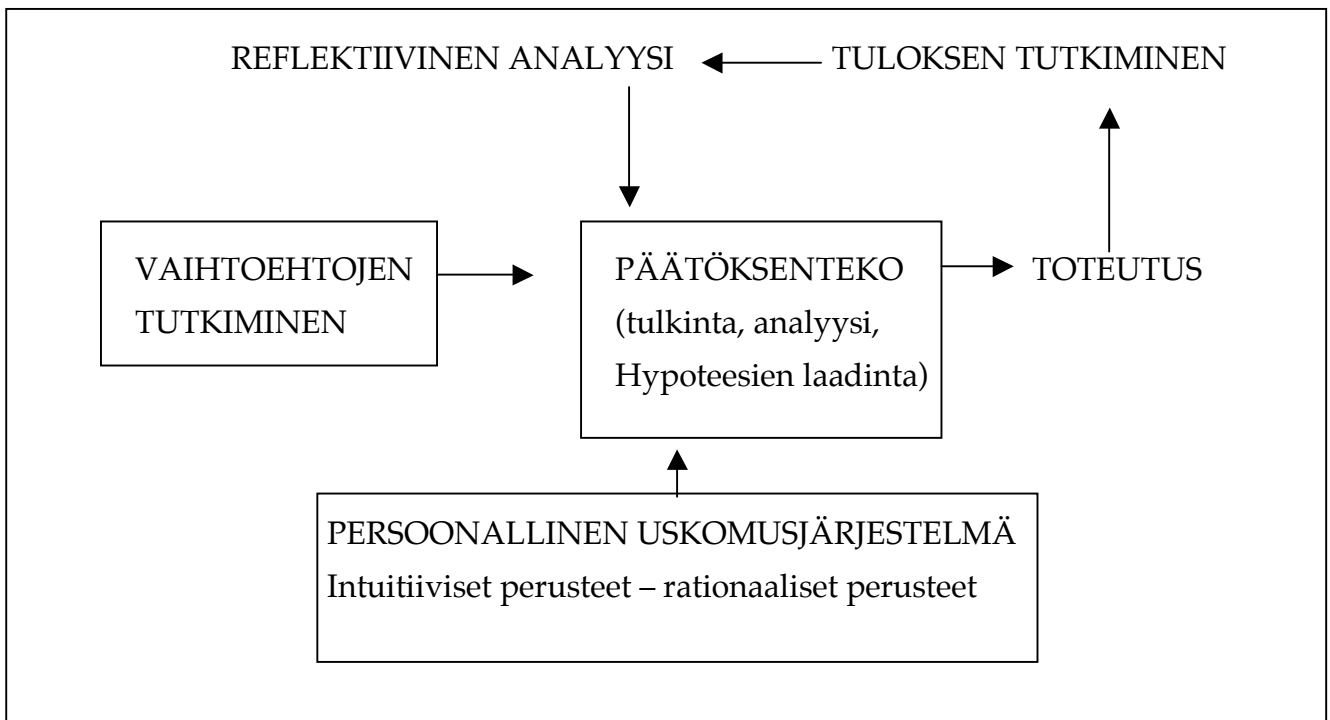 REFLEKTIIVINEN ANALYYSI
TULOKSEN TUTKIMINEN
VAIHTOEHTOJEN
TUTKIMINEN
PÄÄTÖKSENTEKO
(tulkinta, analyysi,
Hypoteesien laadinta)
TOTEUTUS
PERSOONALLINEN USKOMUSJÄRJESTELMÄ
Intuitiiviset perusteet – rationaaliset perusteet